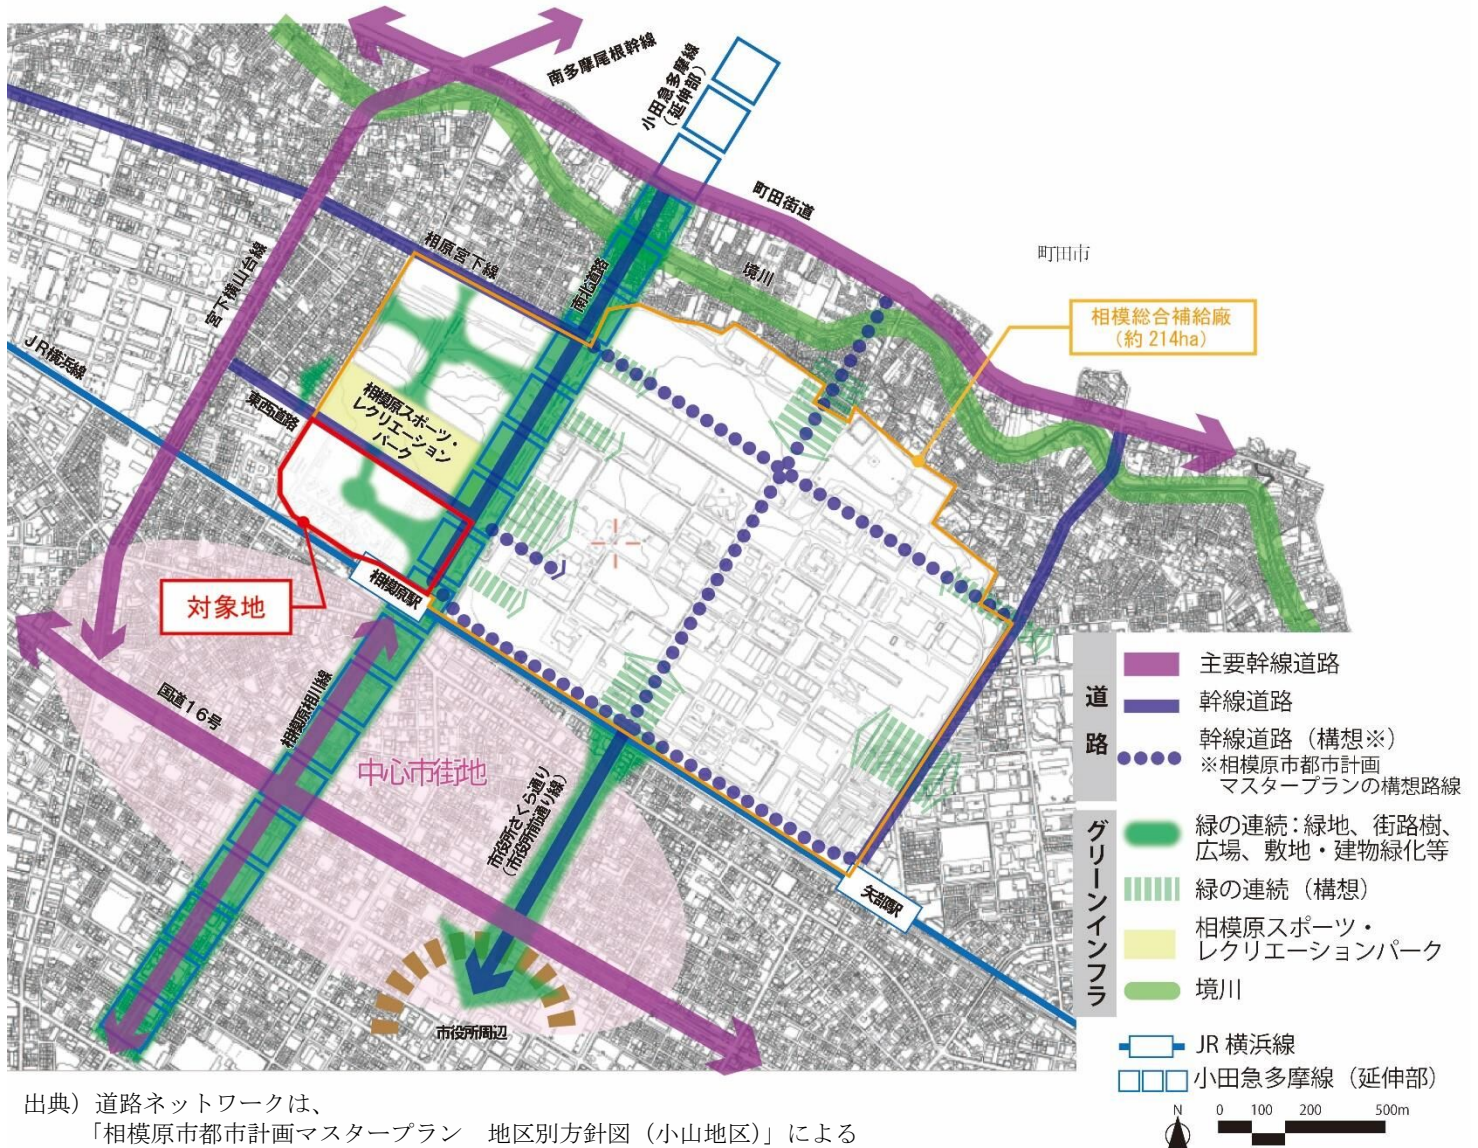 南多摩尾根幹線
小田急多摩線
（延伸部）
町田街道
町田市
境川
相原宮下線
南北道路
宮下横山台線
JR横浜線
東西道路
相模原スポーツ・
レクリエーション
パーク
相模総合補給廠
（約 214ha）
対象地
相模原駅
国道16号
相模原相川線
中心市街地
市役所さくら通り
（市役所前通り線）
矢部駅
市役所周辺
道路
主要幹線道路
幹線道路
幹線道路（構想※）
※相模原市都市計画
マスタープランの構想路線
グリーンインフラ
緑の連続：緑地、街路樹、
広場、敷地・建物緑化等
緑の連続（構想）
相模原スポーツ・
レクリエーションパーク
境川
JR 横浜線
小田急多摩線（延伸部）
N 0 100 200 500m
出典）道路ネットワークは、
「相模原市都市計画マスタープラン　地区別方針図（小山地区）」による